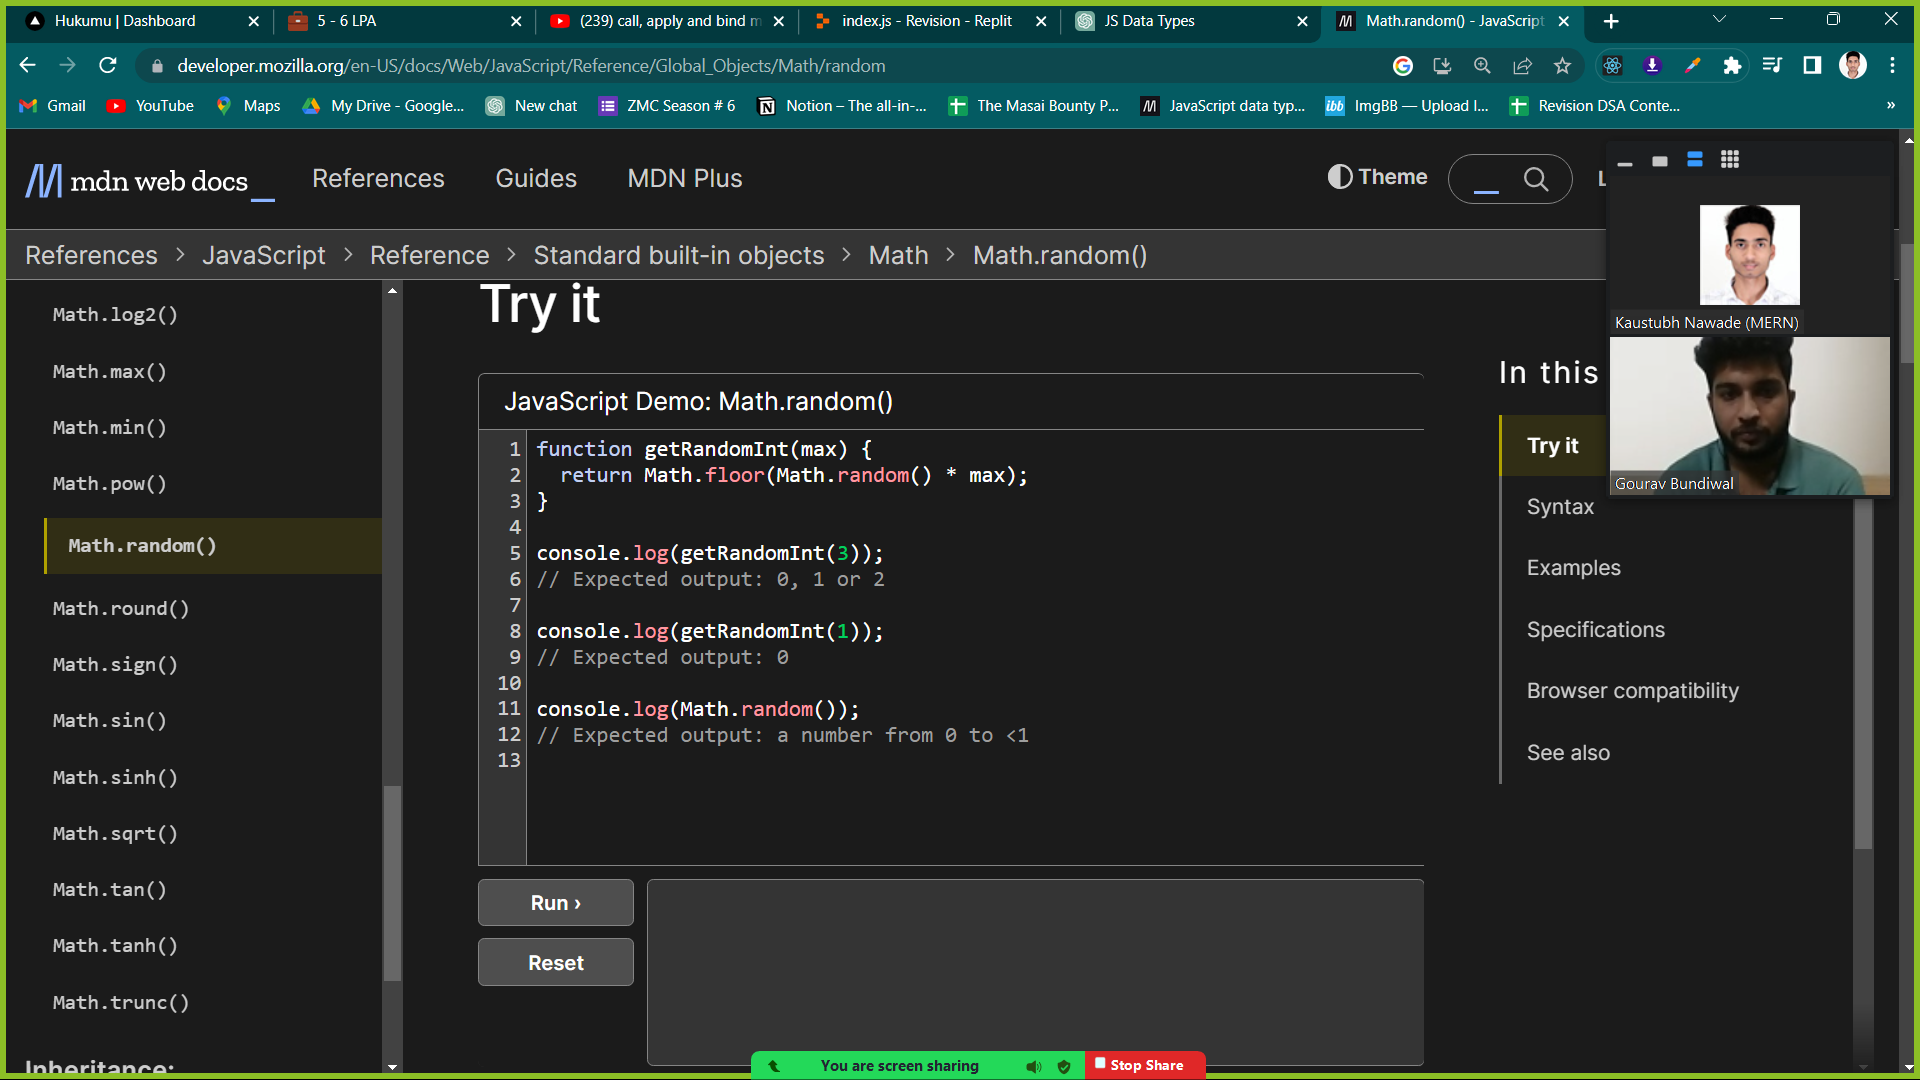 Hukumu | Dashboard
5 - 6 LPA
(239) call, apply and bind m
index.js - Revision - Replit
JS Data Types
Math.random() - JavaScript
developer.mozilla.org/en-US/docs/Web/JavaScript/Reference/Global_Objects/Math/random
Gmail
YouTube
Maps
My Drive - Google...
New chat
ZMC Season # 6
Notion – The all-in-...
The Masai Bounty P...
JavaScript data typ...
ibb
ImgBB — Upload I...
Revision DSA Conte...
»
mdn web docs_
References
Guides
MDN Plus
Theme
References > JavaScript > Reference > Standard built-in objects > Math > Math.random()
Math.log2()
Math.max()
Math.min()
Math.pow()
Math.random()
Math.round()
Math.sign()
Math.sin()
Math.sinh()
Math.sqrt()
Math.tan()
Math.tanh()
Math.trunc()
Inheritance:
Try it
JavaScript Demo: Math.random()
1 function getRandomInt(max) {
2 return Math.floor(Math.random() * max);
3 }
4
5 console.log(getRandomInt(3));
6 // Expected output: 0, 1 or 2
7
8 console.log(getRandomInt(1));
9 // Expected output: 0
10
11 console.log(Math.random());
12 // Expected output: a number from 0 to <1
13
Run ›
Reset
In this
Try it
Syntax
Examples
Specifications
Browser compatibility
See also
Kaustubh Nawade (MERN)
Gourav Bundiwal
You are screen sharing
Stop Share